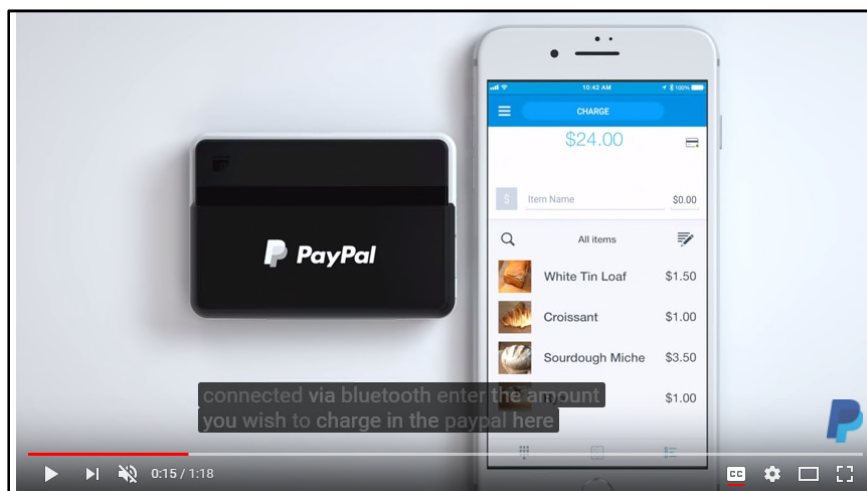 10:42 AM
100%
CHARGE
$24.00
$ Item Name $0.00
All items
White Tin Loaf $1.50
Croissant $1.00
Sourdough Miche $3.50
$1.00
PayPal
connected via bluetooth enter the amount
you wish to charge in the paypal here
0:15 / 1:18
CC